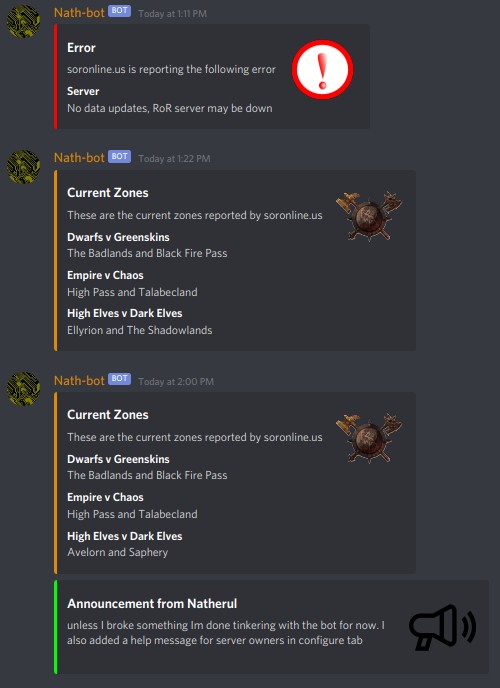 Nath-bot BOT Today at 1:11 PM
Error
soronline.us is reporting the following error
Server
No data updates, RoR server may be down
Nath-bot BOT Today at 1:22 PM
Current Zones
These are the current zones reported by soronline.us
Dwarfs v Greenskins
The Badlands and Black Fire Pass
Empire v Chaos
High Pass and Talabecland
High Elves v Dark Elves
Ellyrion and The Shadowlands
Nath-bot BOT Today at 2:00 PM
Current Zones
These are the current zones reported by soronline.us
Dwarfs v Greenskins
The Badlands and Black Fire Pass
Empire v Chaos
High Pass and Talabecland
High Elves v Dark Elves
Avelorn and Saphery
Announcement from Natherul
unless I broke something Im done tinkering with the bot for now. I
also added a help message for server owners in configure tab